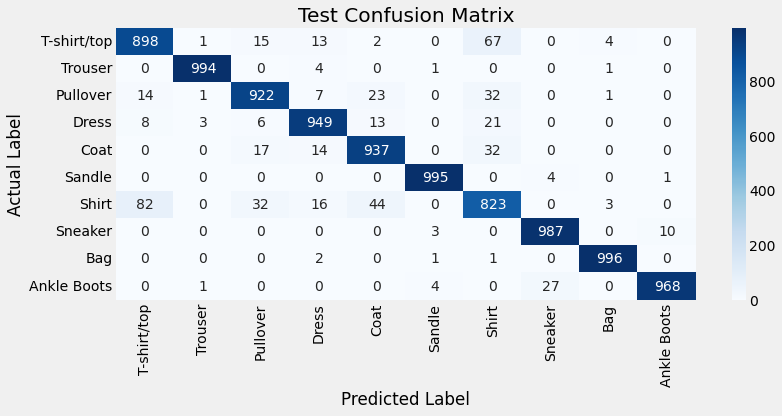 Test Confusion Matrix
Actual Label
T-shirt/top 898 1 15 13 2 0 67 0 4 0
Trouser 0 994 0 4 0 1 0 0 1 0
Pullover 14 1 922 7 23 0 32 0 1 0
Dress 8 3 6 949 13 0 21 0 0 0
Coat 0 0 17 14 937 0 32 0 0 0
Sandle 0 0 0 0 0 995 0 4 0 1
Shirt 82 0 32 16 44 0 823 0 3 0
Sneaker 0 0 0 0 0 3 0 987 0 10
Bag 0 0 0 2 0 1 1 0 996 0
Ankle Boots 0 1 0 0 0 4 0 27 0 968
T-shirt/top Trouser Pullover Dress Coat Sandle Shirt Sneaker Bag Ankle Boots
Predicted Label
800
600
400
200
0